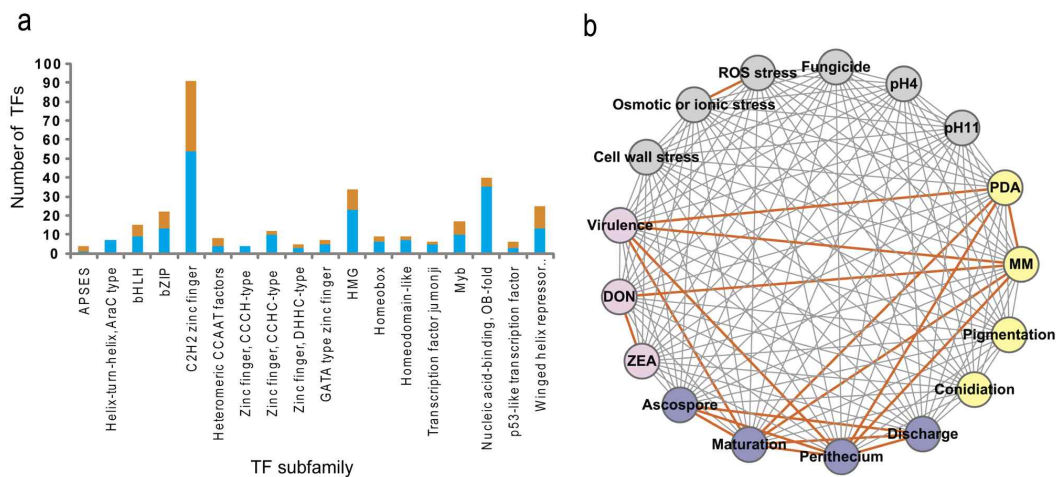 a
Number of TFs
100
90
80
70
60
50
40
30
20
10
0
APSES
Helix-turn-helix,AraC type
bHLH
bZIP
C2H2 zinc finger
Heteromeric CCAAT factors
Zinc finger, CCCH-type
Zinc finger, CCHC-type
Zinc finger, DHHC-type
GATA type zinc finger
HMG
Homeobox
Homeodomain-like
Transcription factor jumonji
Myb
Nucleic acid-binding, OB-fold
p53-like transcription factor
Winged helix repressor...
TF subfamily
b
Fungicide
ROS stress
pH4
Osmotic or ionic stress
pH11
Cell wall stress
PDA
Virulence
MM
DON
Pigmentation
ZEA
Conidiation
Ascospore
Discharge
Maturation
Perithecium